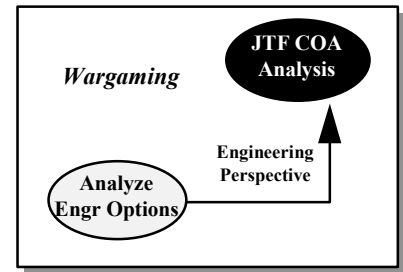 JTF COA
Analysis
Wargaming
Engineering
Perspective
Analyze
Engr Options